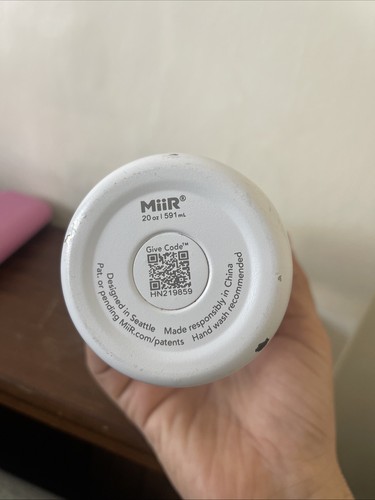 MiiR®
20 oz | 591 mL
Give Code™
HN219859
Designed in Seattle Made responsibly in China
Pat. or pending MiiR.com/patents Hand wash recommended